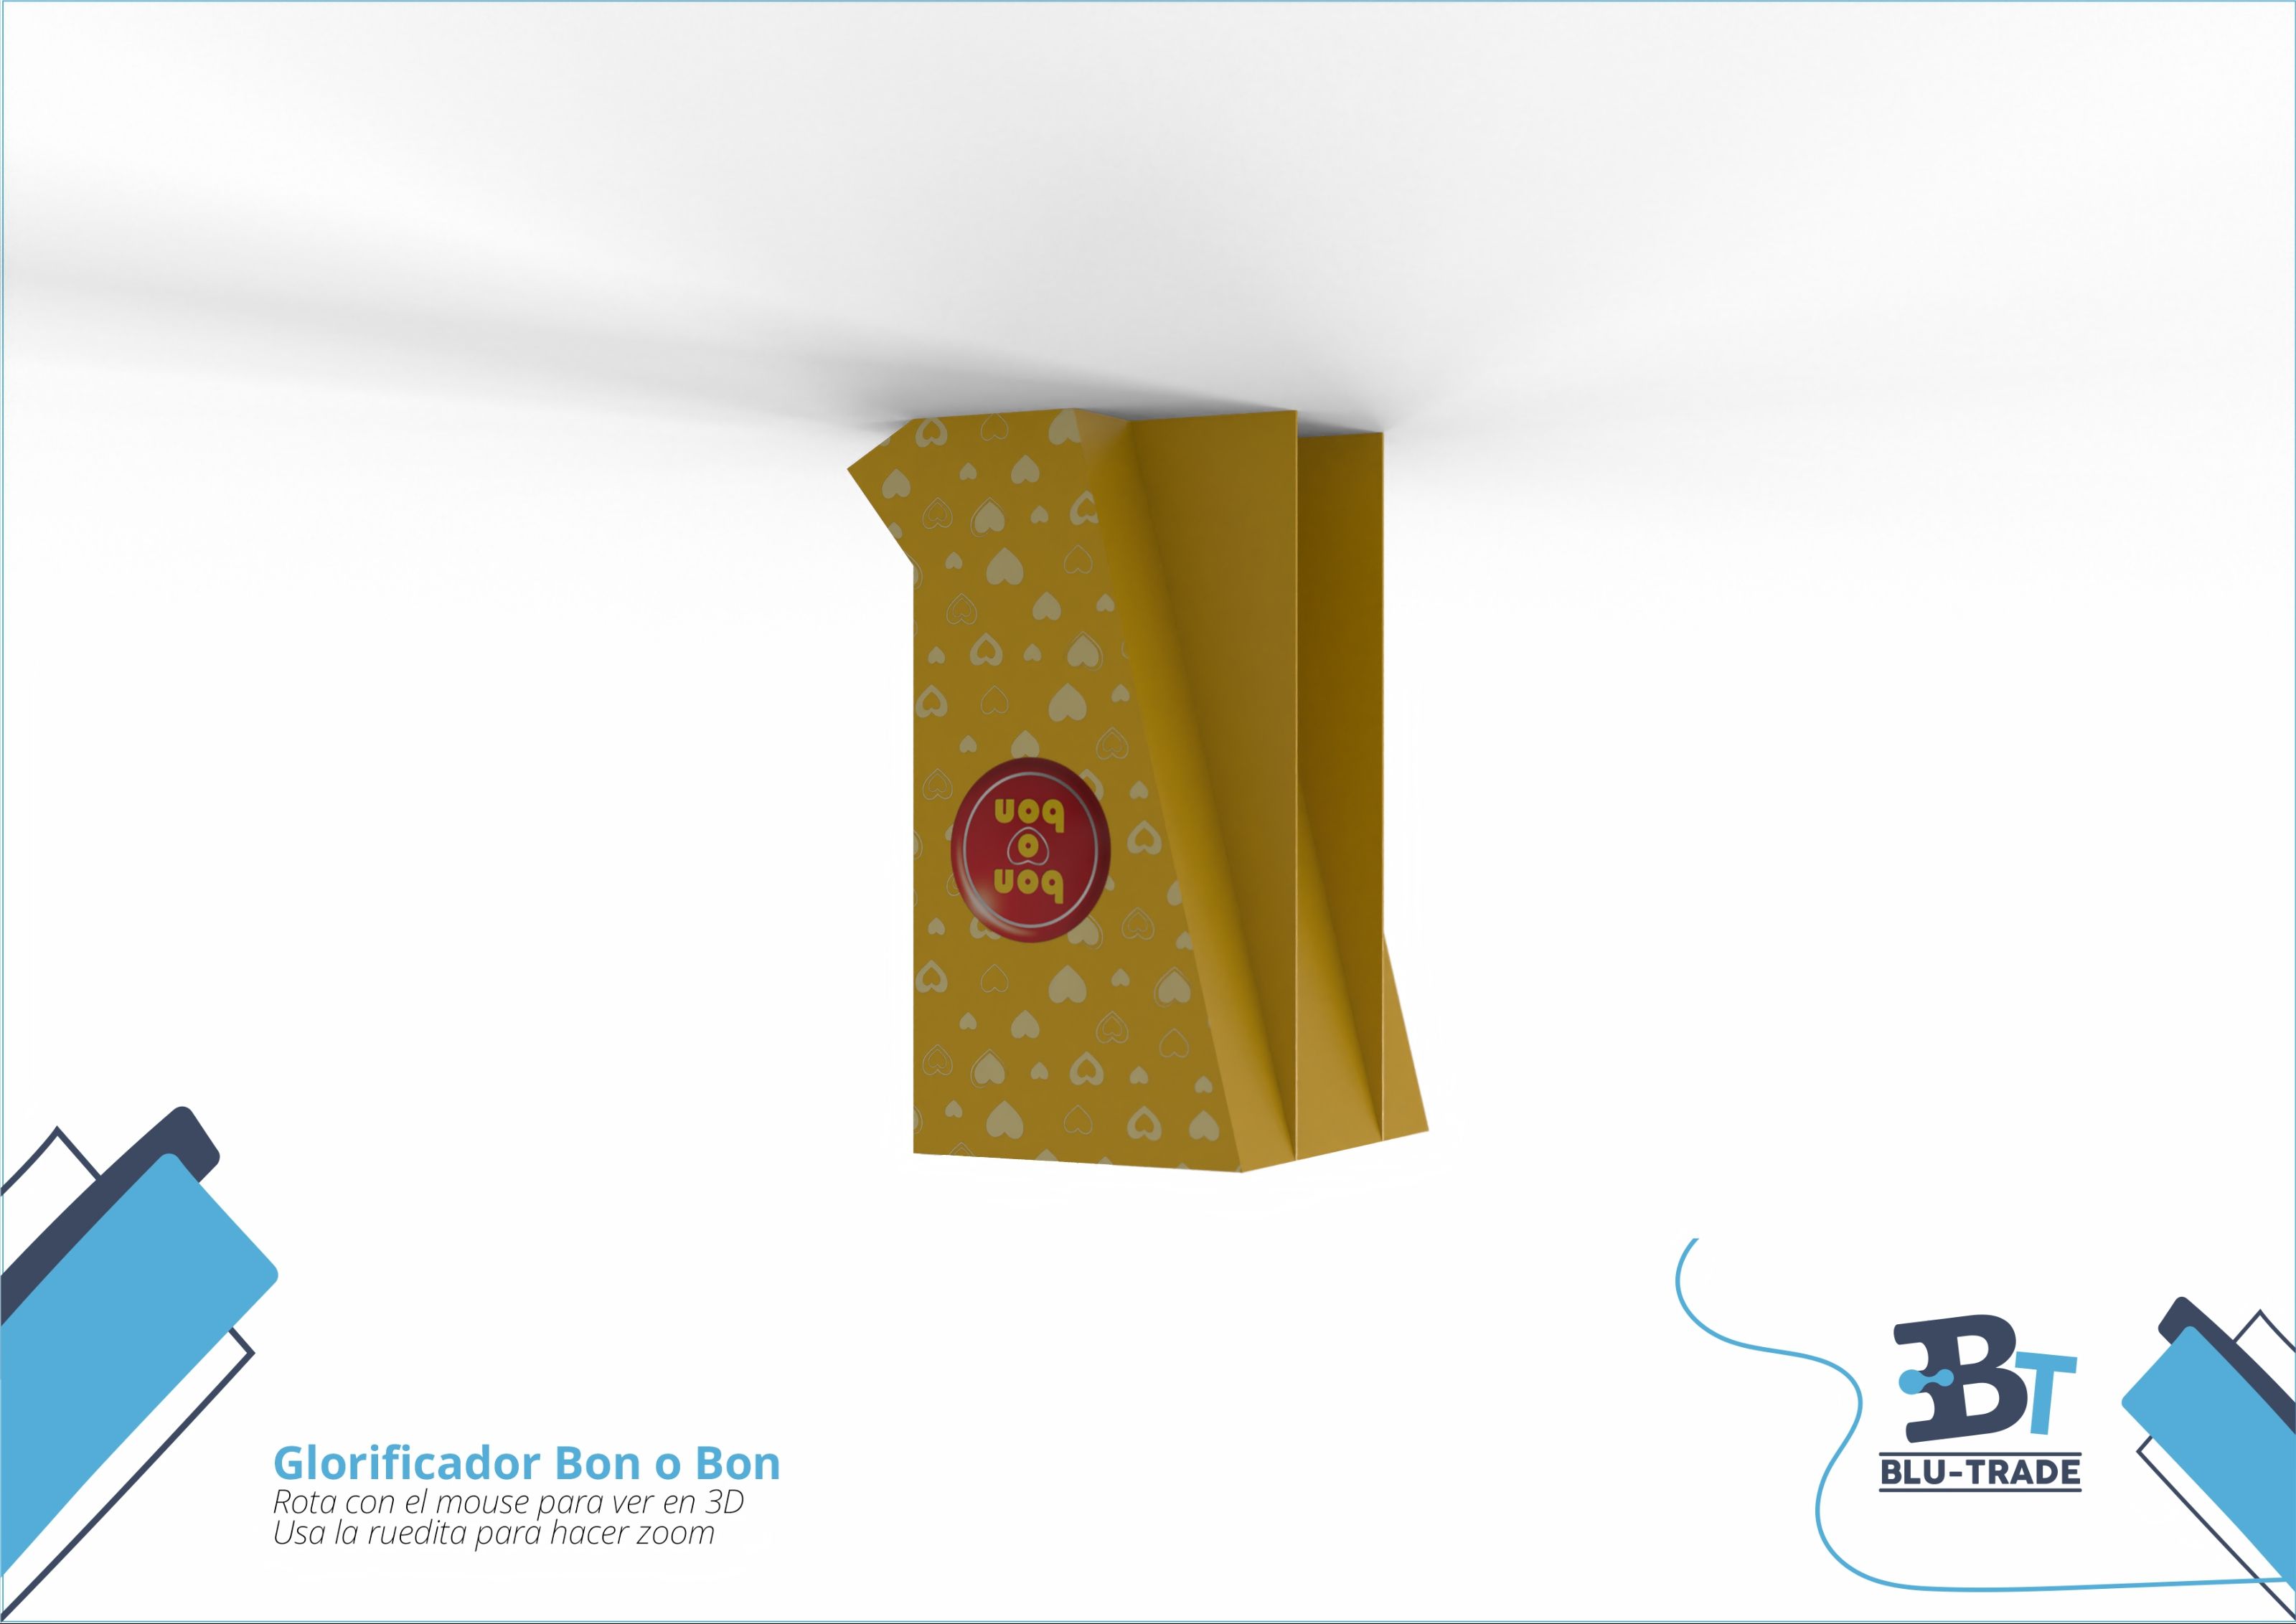 bon
o
bon
Glorificador Bon o Bon
Rota con el mouse para ver en 3D
Usa la ruedita para hacer zoom
BT
BLU-TRADE